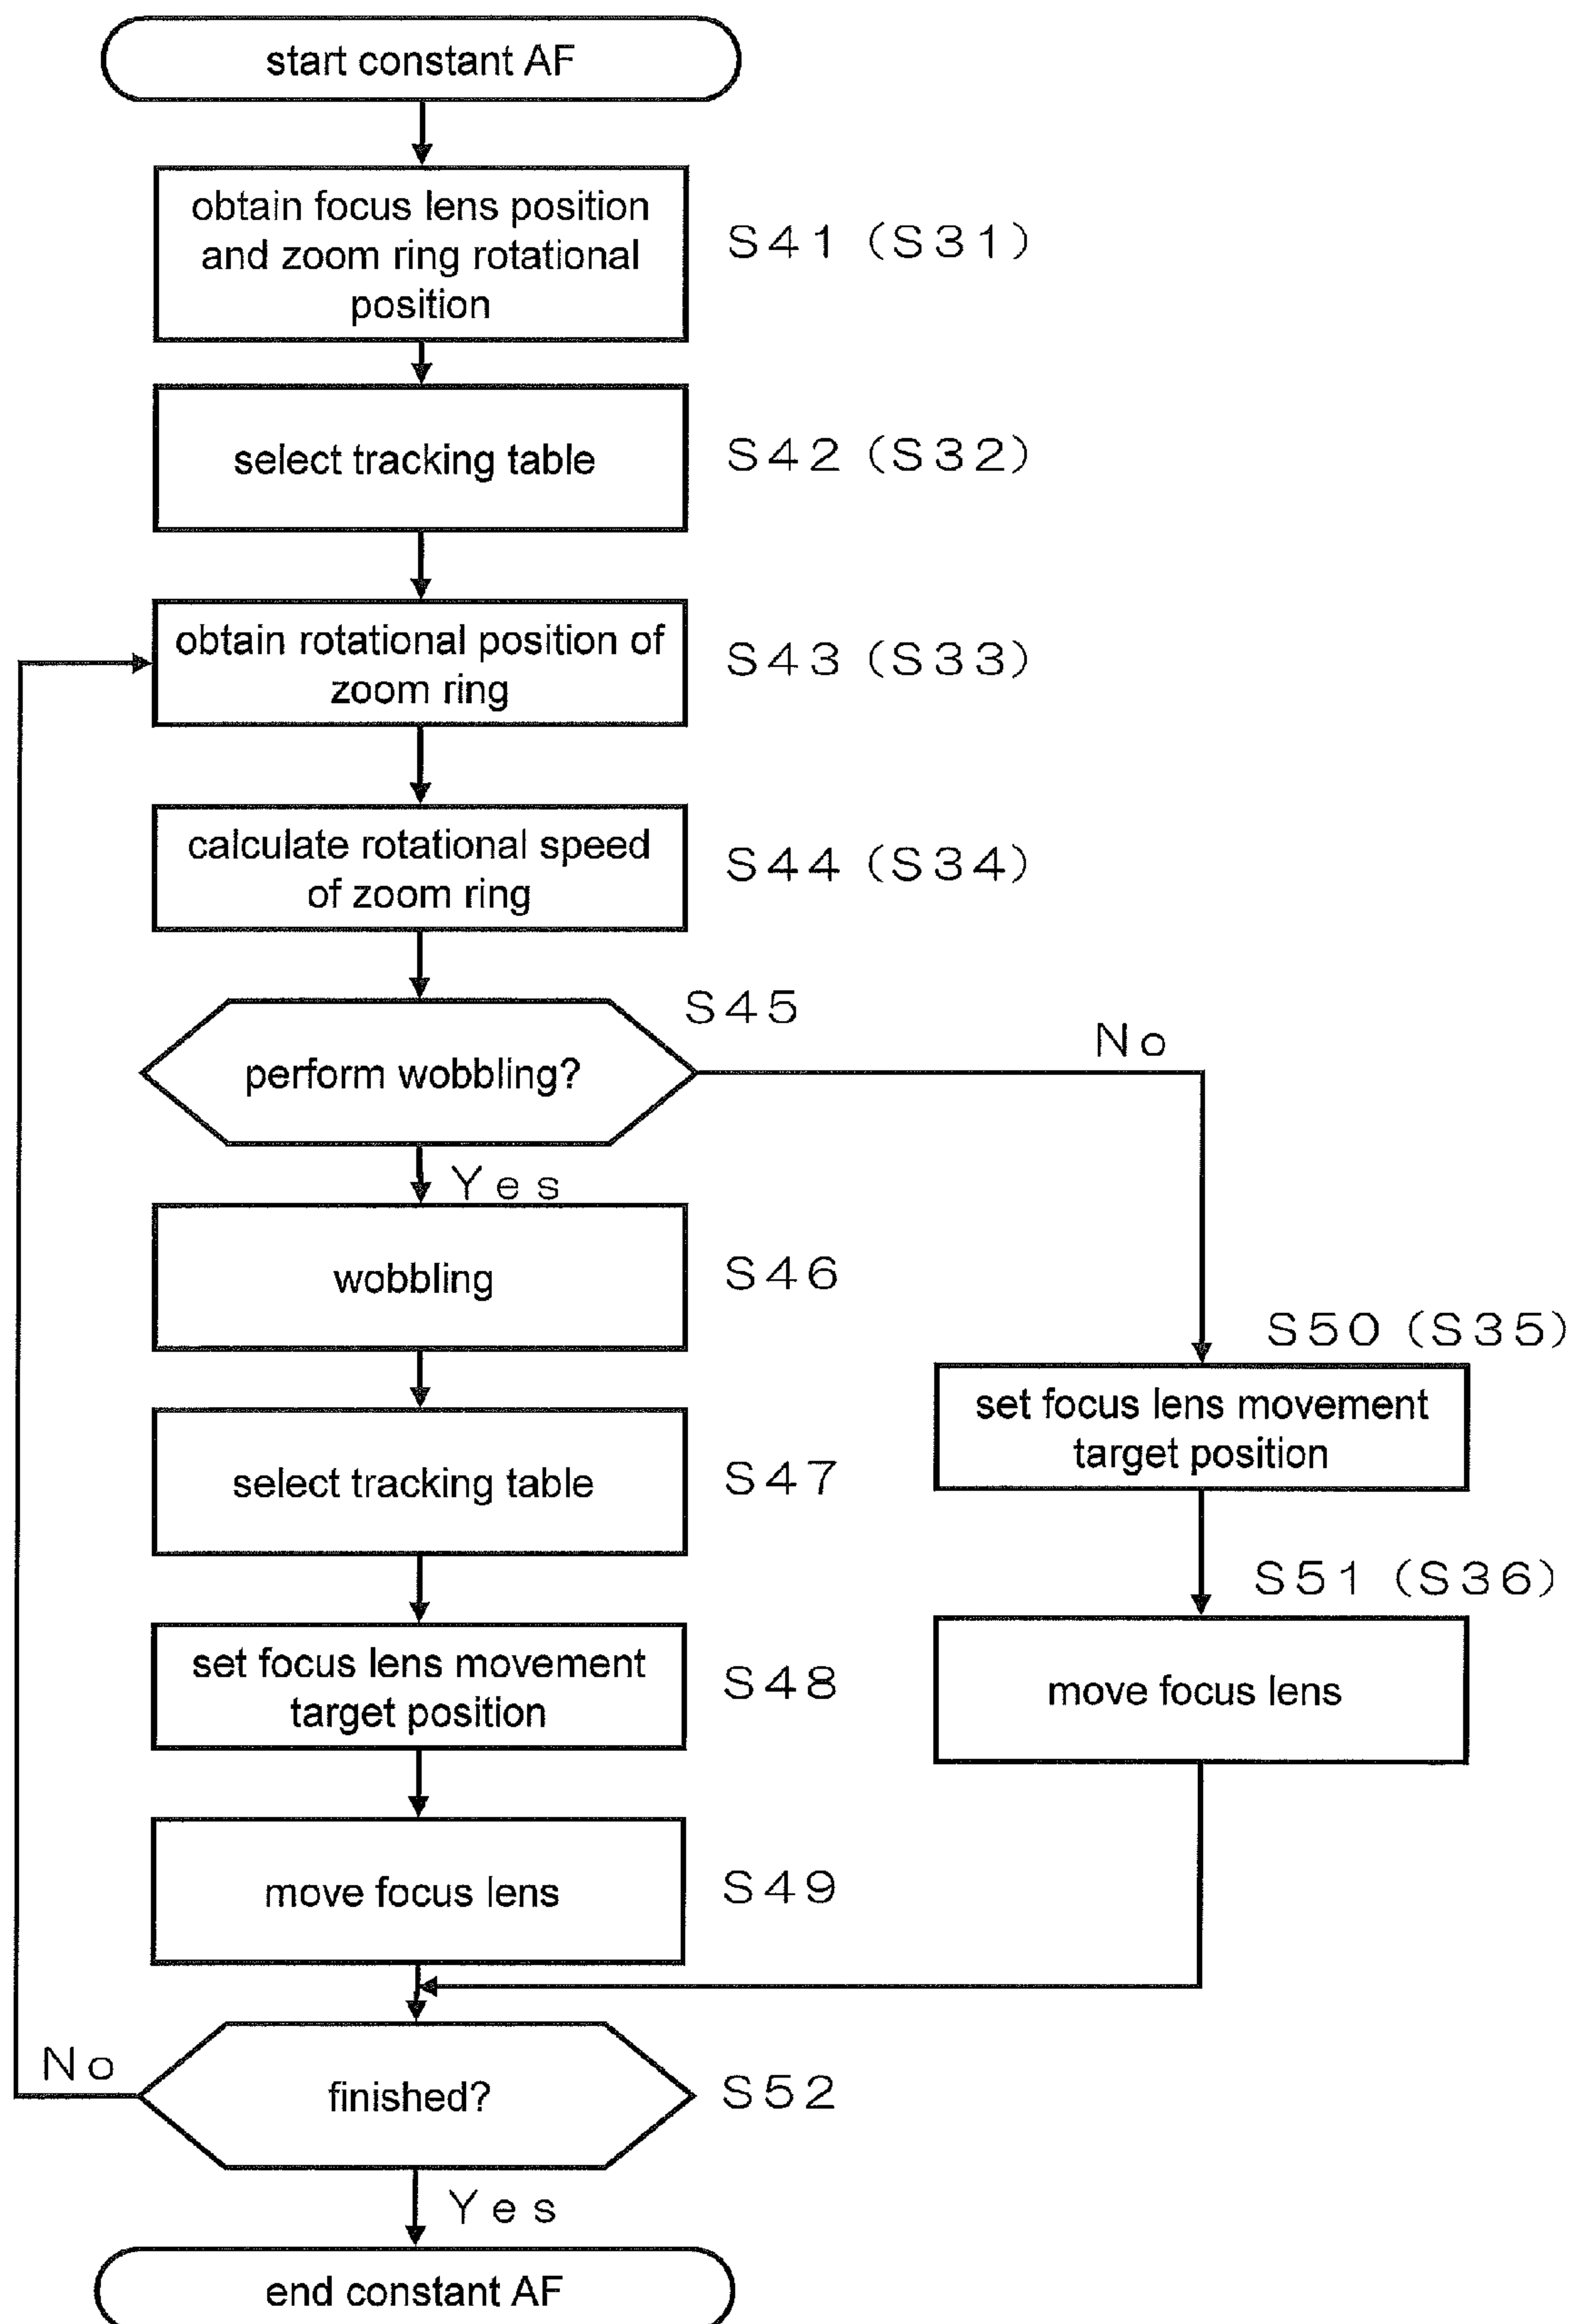 start constant AF
obtain focus lens position
and zoom ring rotational
position
S41 (S31)
select tracking table
S42 (S32)
obtain rotational position of
zoom ring
S43 (S33)
calculate rotational speed
of zoom ring
S44 (S34)
perform wobbling?
S45
No
Yes
wobbling
S46
select tracking table
S47
set focus lens movement
target position
S48
move focus lens
S49
S50 (S35)
set focus lens movement
target position
S51 (S36)
move focus lens
finished?
S52
No
Yes
end constant AF